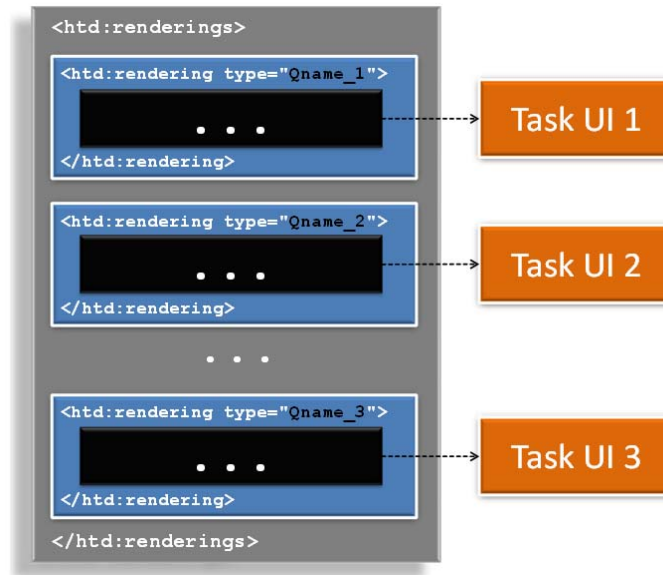 <htd:renderings>
<htd:rendering type="Qname_1">
. . .
Task UI 1
</htd:rendering>
<htd:rendering type="Qname_2">
. . .
Task UI 2
</htd:rendering>
. . .
<htd:rendering type="Qname_3">
. . .
Task UI 3
</htd:rendering>
</htd:renderings>